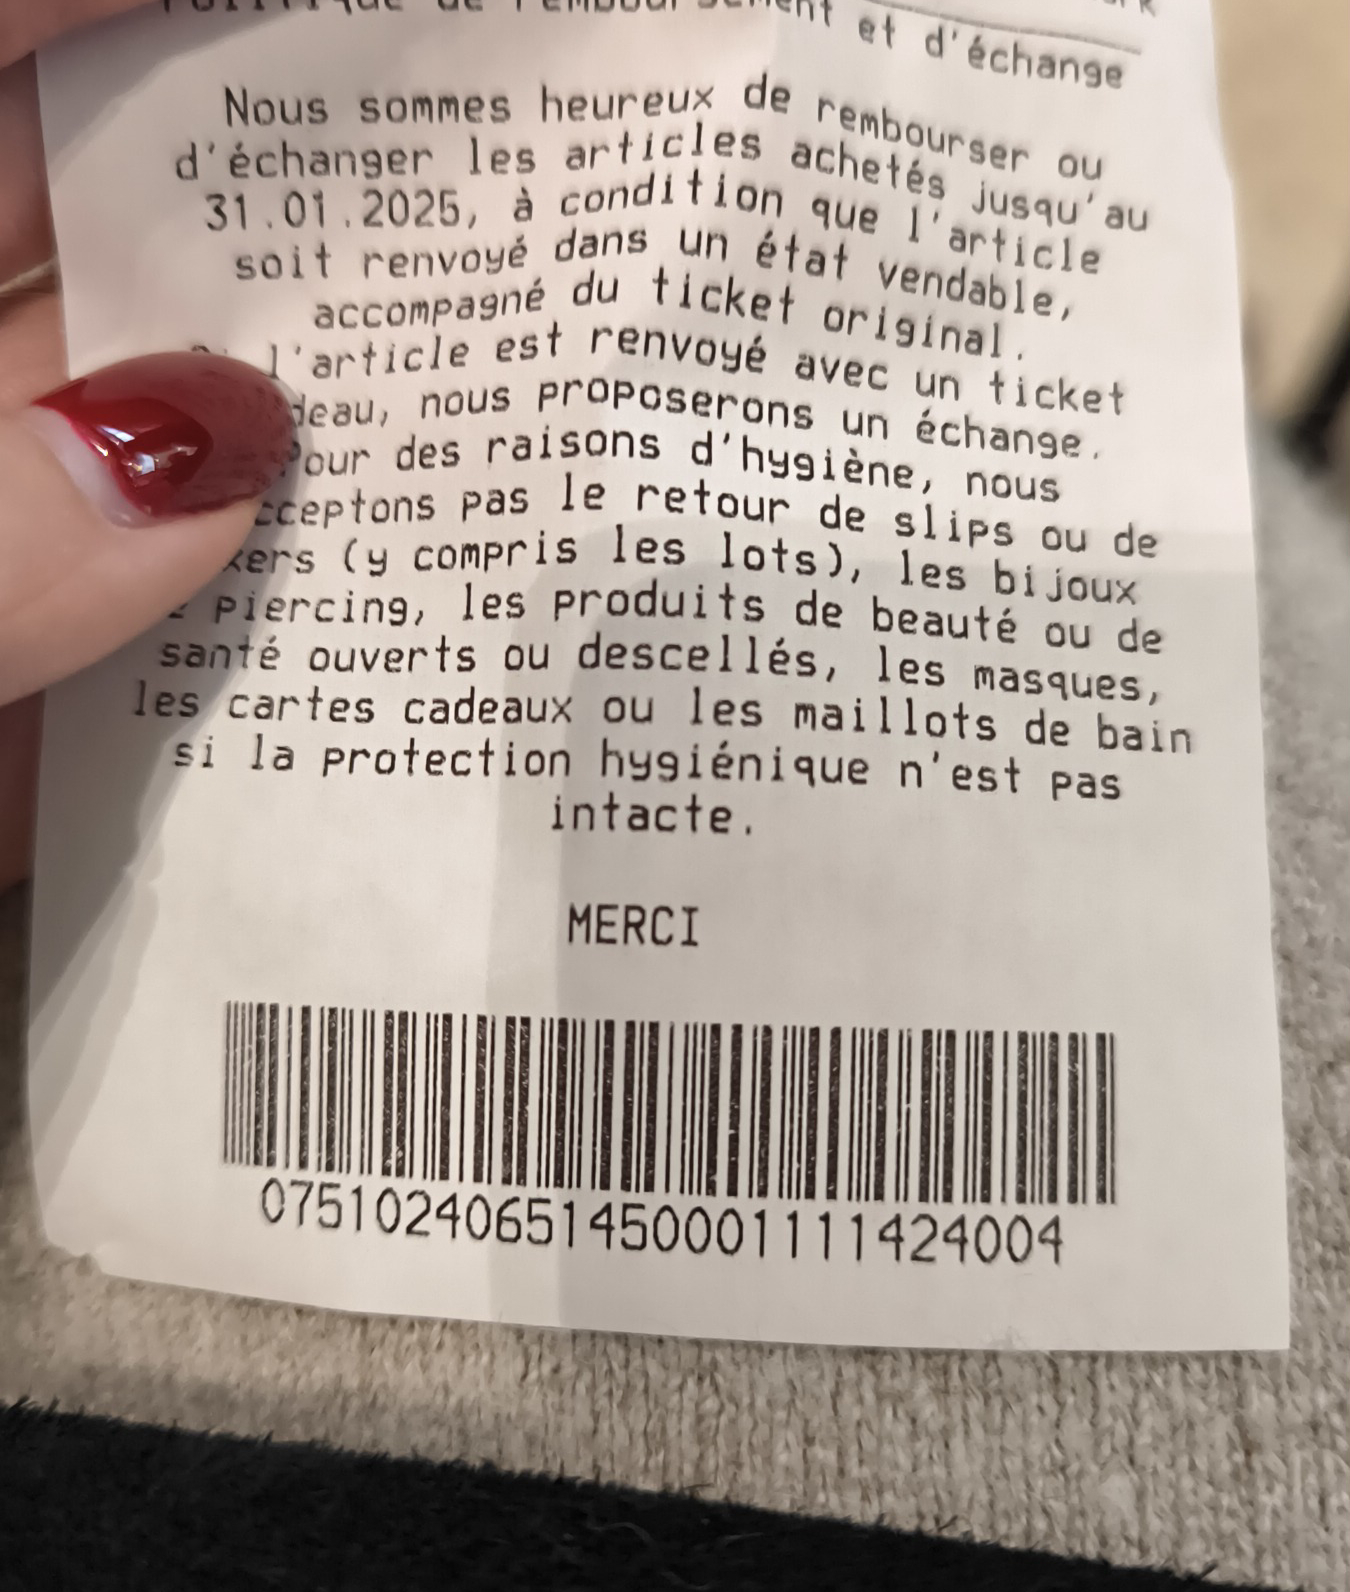 et d'échange
Nous sommes heureux de rembourser ou
d'échanger les articles achetés jusqu'au
31.01.2025, à condition que l'article
soit renvoyé dans un état vendable,
accompagné du ticket original.
l'article est renvoyé avec un ticket
deau, nous proposerons un échange.
Pour des raisons d'hygiène, nous
cceptons pas le retour de slips ou de
xers (y compris les lots), les bijoux
piercing, les produits de beauté ou de
santé ouverts ou descellés, les masques,
les cartes cadeaux ou les maillots de bain
si la protection hygiénique n'est pas
intacte.
MERCI
07510240651450001111424004